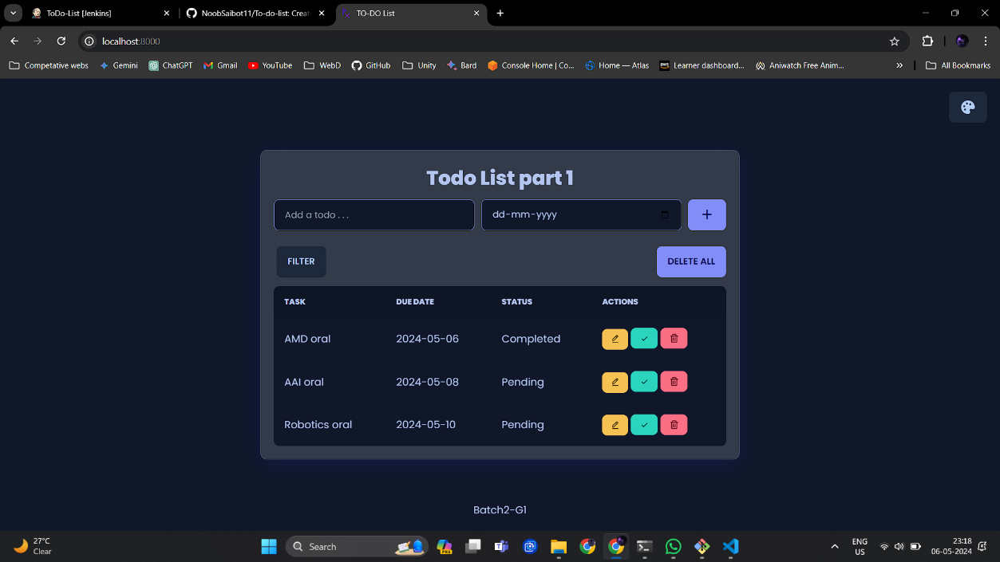 ToDo-List [Jenkins]
NoobSaibot11/To-do-list: Creat
TO-DO List
localhost:8000
Competative webs
Gemini
ChatGPT
Gmail
YouTube
WebD
GitHub
Unity
Bard
Console Home | Co...
Home — Atlas
Learner dashboard...
Aniwatch Free Anim...
All Bookmarks
Todo List part 1
Add a todo . . .
dd-mm-yyyy
FILTER
DELETE ALL
TASK DUE DATE STATUS ACTIONS
AMD oral 2024-05-06 Completed
AAI oral 2024-05-08 Pending
Robotics oral 2024-05-10 Pending
Batch2-G1
27°C
Clear
Search
PRE
ENG
US
23:18
06-05-2024